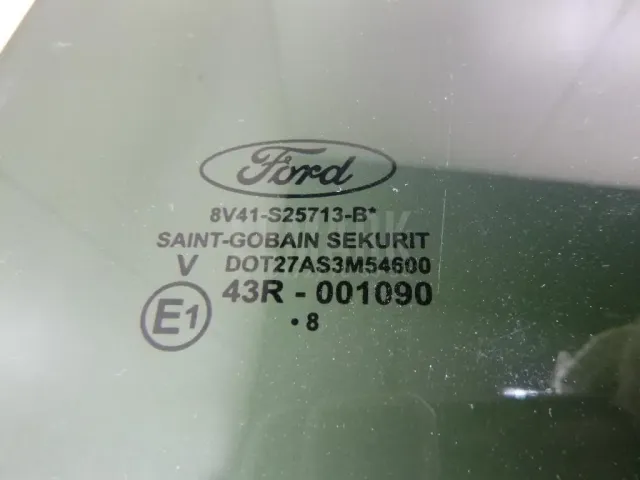 Ford
8V41-S25713-B*
SAINT-GOBAIN SEKURIT
V DOT27AS3M54600
43R - 001090
E1
.8